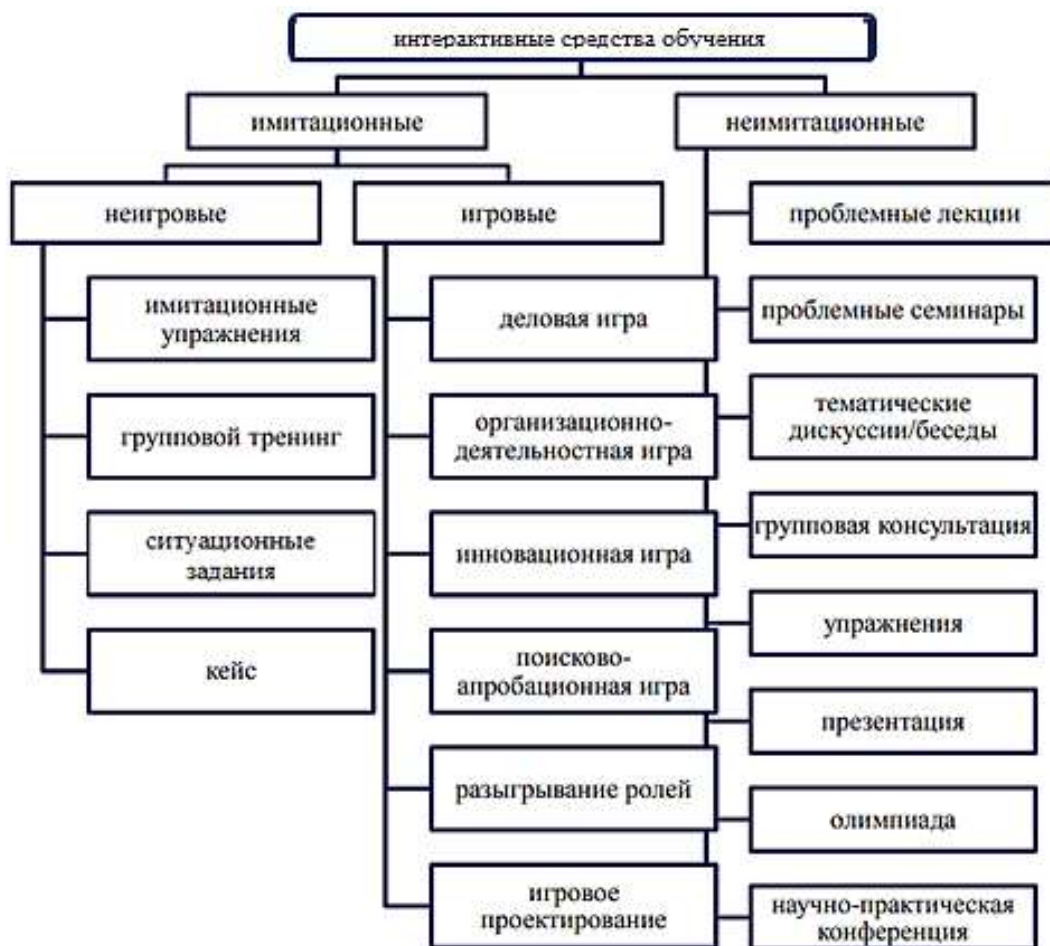 интерактивные средства обучения
имитационные
неимитационные
неигровые
игровые
имитационные
упражнения
групповой тренинг
ситуационные
задания
кейс
деловая игра
организационно-
деятельностная игра
инновационная игра
поисково-
апробационная игра
разыгрывание ролей
игровое
проектирование
проблемные лекции
проблемные семинары
тематические
дискуссии/беседы
групповая консультация
упражнения
презентация
олимпиада
научно-практическая
конференция